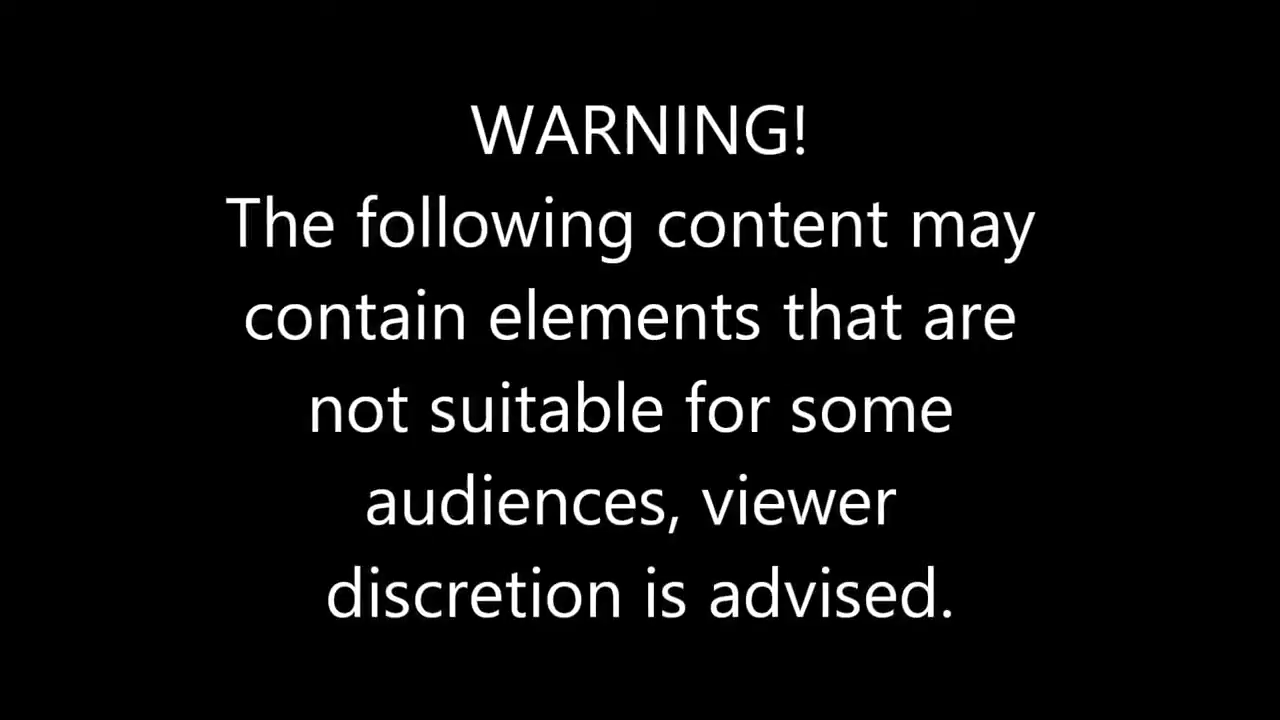 WARNING!
The following content may
contain elements that are
not suitable for some
audiences, viewer
discretion is advised.